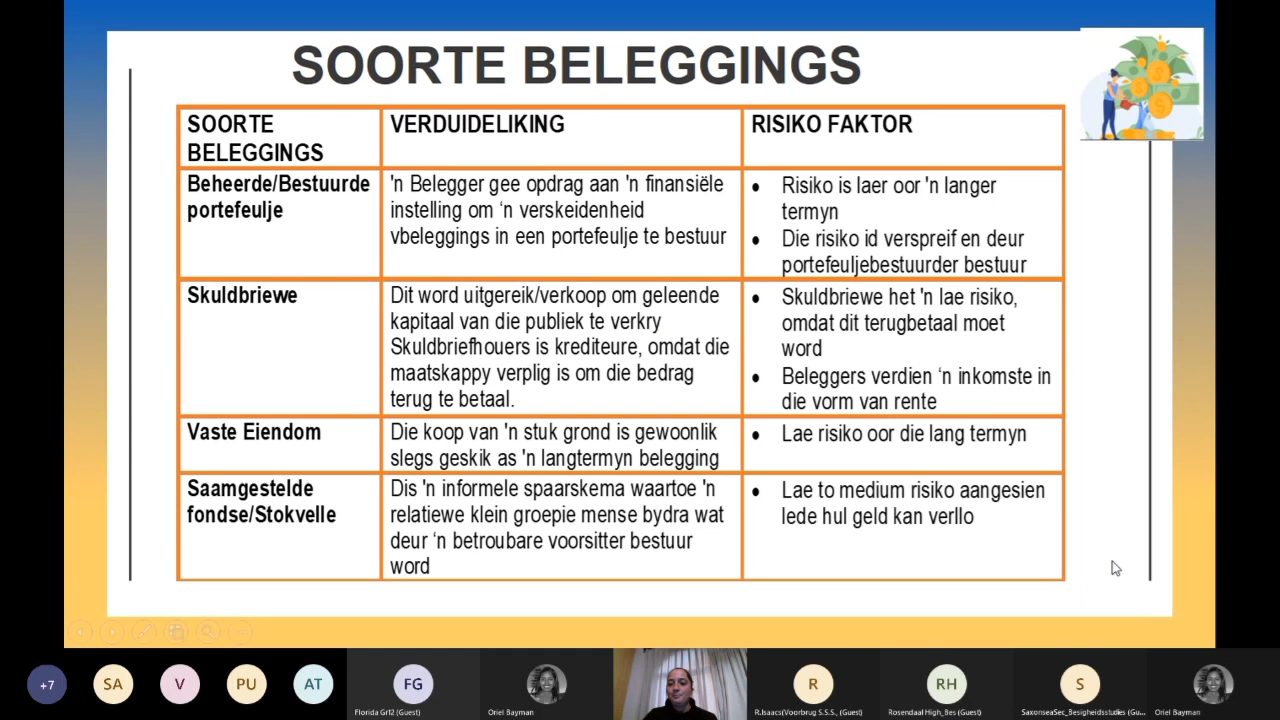 SOORTE BELEGGINGS
SOORTE
BELEGGINGS
VERDUIDELIKING
RISIKO FAKTOR
Beheerde/Bestuurde
portefeulje
'n Belegger gee opdrag aan 'n finansiële
instelling om ‘n verskeidenheid
vbeleggings in een portefeulje te bestuur
• Risiko is laer oor 'n langer
termyn
• Die risiko id verspreif en deur
portefeuljebestuurder bestuur
Skuldbriewe
Dit word uitgereik/verkoop om geleende
kapitaal van die publiek te verkry
Skuldbriefhouers is krediteure, omdat die
maatskappy verplig is om die bedrag
terug te betaal.
• Skuldbriewe het 'n lae risiko,
omdat dit terugbetaal moet
word
• Beleggers verdien ‘n inkomste in
die vorm van rente
Vaste Eiendom
Die koop van 'n stuk grond is gewoonlik
slegs geskik as 'n langtermyn belegging
• Lae risiko oor die lang termyn
Saamgestelde
fondse/Stokvelle
Dis 'n informele spaarskema waartoe 'n
relatiewe klein groepie mense bydra wat
deur ‘n betroubare voorsitter bestuur
word
• Lae to medium risiko aangesien
lede hul geld kan verllo
+7
SA
V
PU
AT
FG
Florida Gr12 (Guest)
Oriel Bayman
R
R.Isaacs(Voorbrug S.S.S., (Guest)
RH
Rosendaal High_Bes (Guest)
S
SaxonseaSec_Besigheidsstudies (Gu...
Oriel Bayman